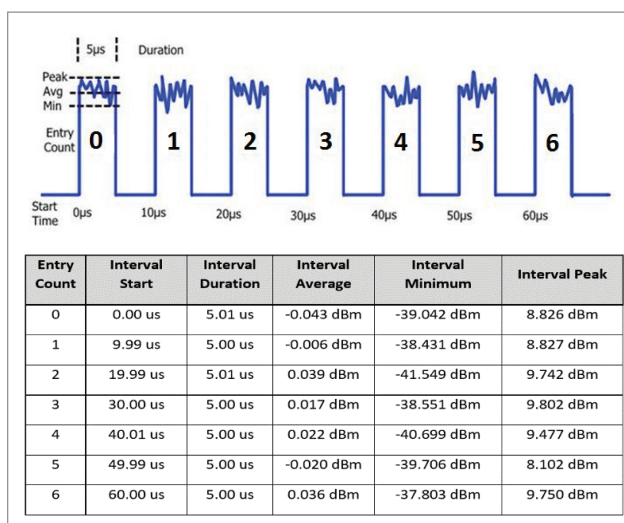 5µs Duration
Peak
Avg
Min
Entry
Count
0 1 2 3 4 5 6
Start
Time
0µs 10µs 20µs 30µs 40µs 50µs 60µs
Entry Count Interval Start Interval Duration Interval Average Interval Minimum Interval Peak
0 0.00 us 5.01 us -0.043 dBm -39.042 dBm 8.826 dBm
1 9.99 us 5.00 us -0.006 dBm -38.431 dBm 8.827 dBm
2 19.99 us 5.01 us 0.039 dBm -41.549 dBm 9.742 dBm
3 30.00 us 5.00 us 0.017 dBm -38.551 dBm 9.802 dBm
4 40.01 us 5.00 us 0.022 dBm -40.699 dBm 9.477 dBm
5 49.99 us 5.00 us -0.020 dBm -39.706 dBm 8.102 dBm
6 60.00 us 5.00 us 0.036 dBm -37.803 dBm 9.750 dBm